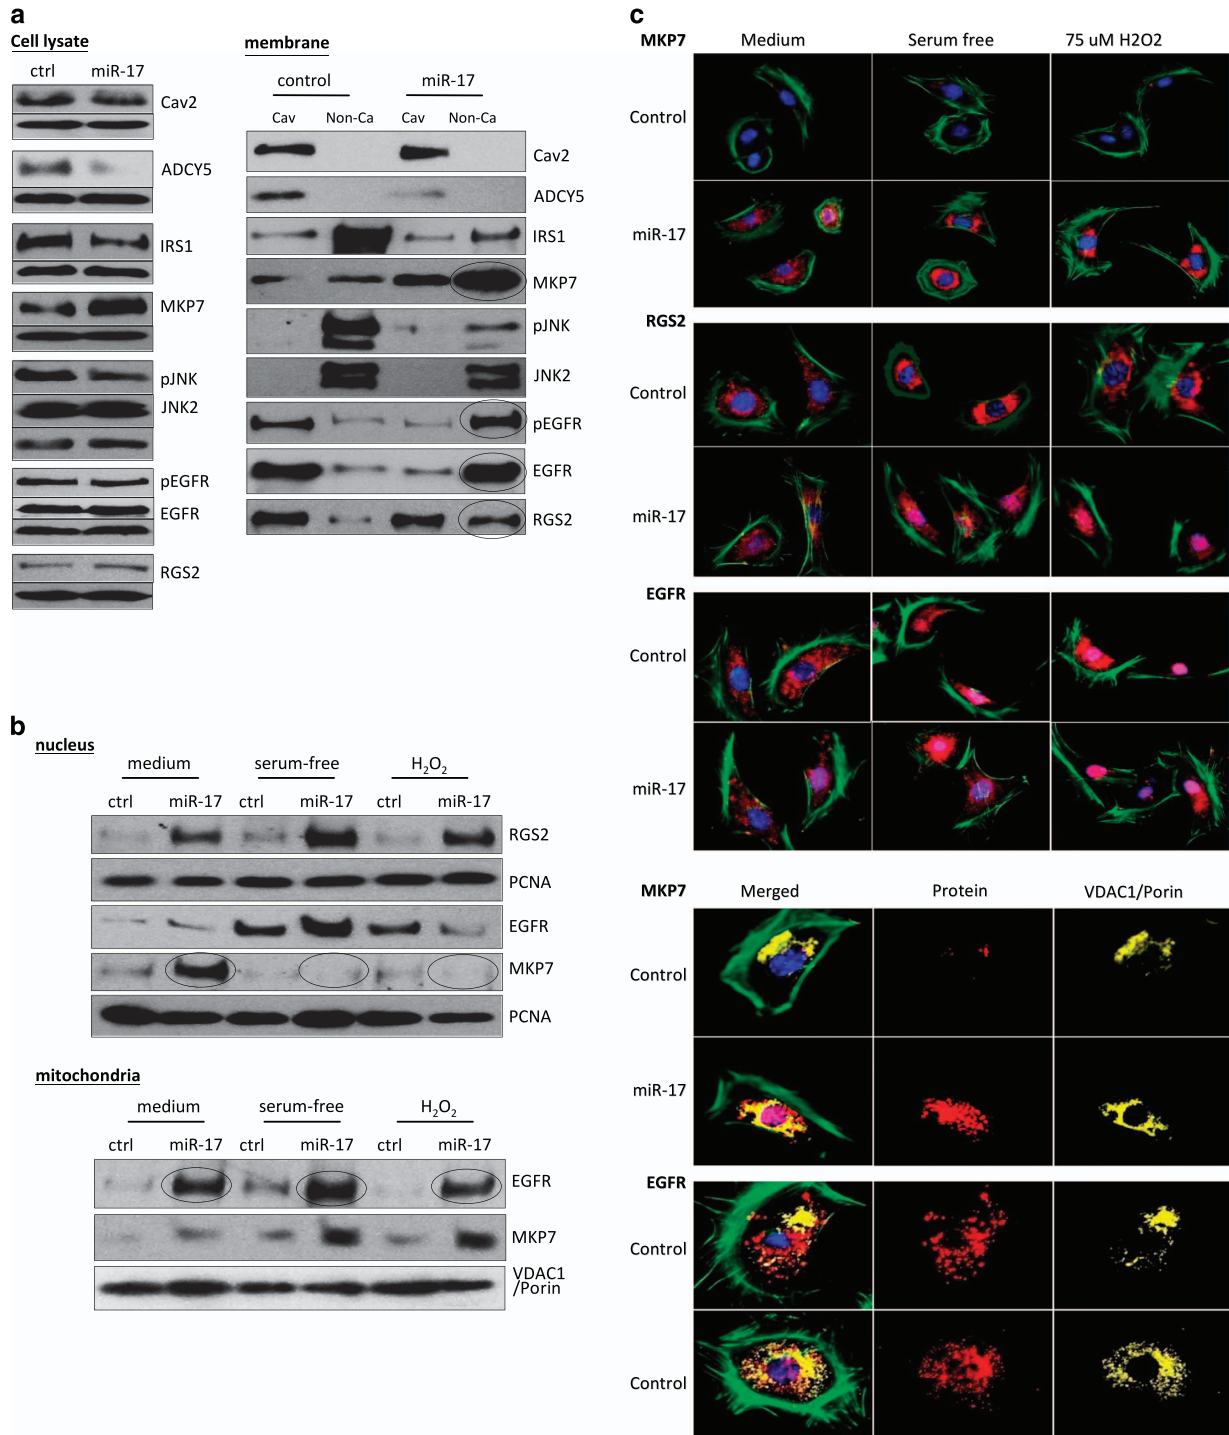 a
Cell lysate
ctrl miR-17
Cav2
ADCY5
IRS1
MKP7
pJNK
JNK2
pEGFR
EGFR
RGS2
membrane
control miR-17
Cav Non-Ca Cav Non-Ca
Cav2
ADCY5
IRS1
MKP7
pJNK
JNK2
pEGFR
EGFR
RGS2
b
nucleus
medium serum-free H2O2
ctrl miR-17 ctrl miR-17 ctrl miR-17
RGS2
PCNA
EGFR
MKP7
PCNA
mitochondria
medium serum-free H2O2
ctrl miR-17 ctrl miR-17 ctrl miR-17
EGFR
MKP7
VDAC1
/Porin
c
MKP7 Medium Serum free 75 uM H2O2
Control
miR-17
RGS2
Control
miR-17
EGFR
Control
miR-17
MKP7 Merged Protein VDAC1/Porin
Control
miR-17
EGFR
Control
Control